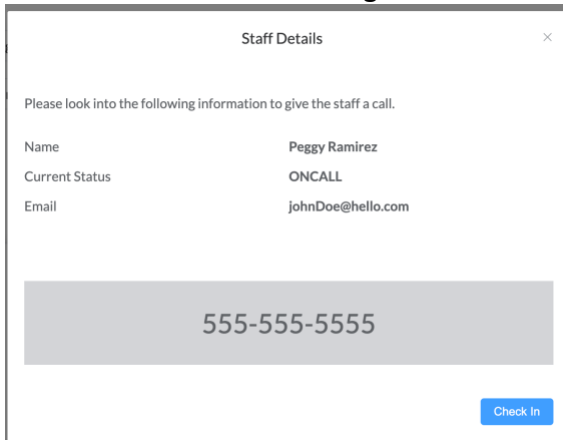 Staff Details ×
Please look into the following information to give the staff a call.
Name Peggy Ramirez
Current Status ONCALL
Email johnDoe@hello.com
555-555-5555
Check In